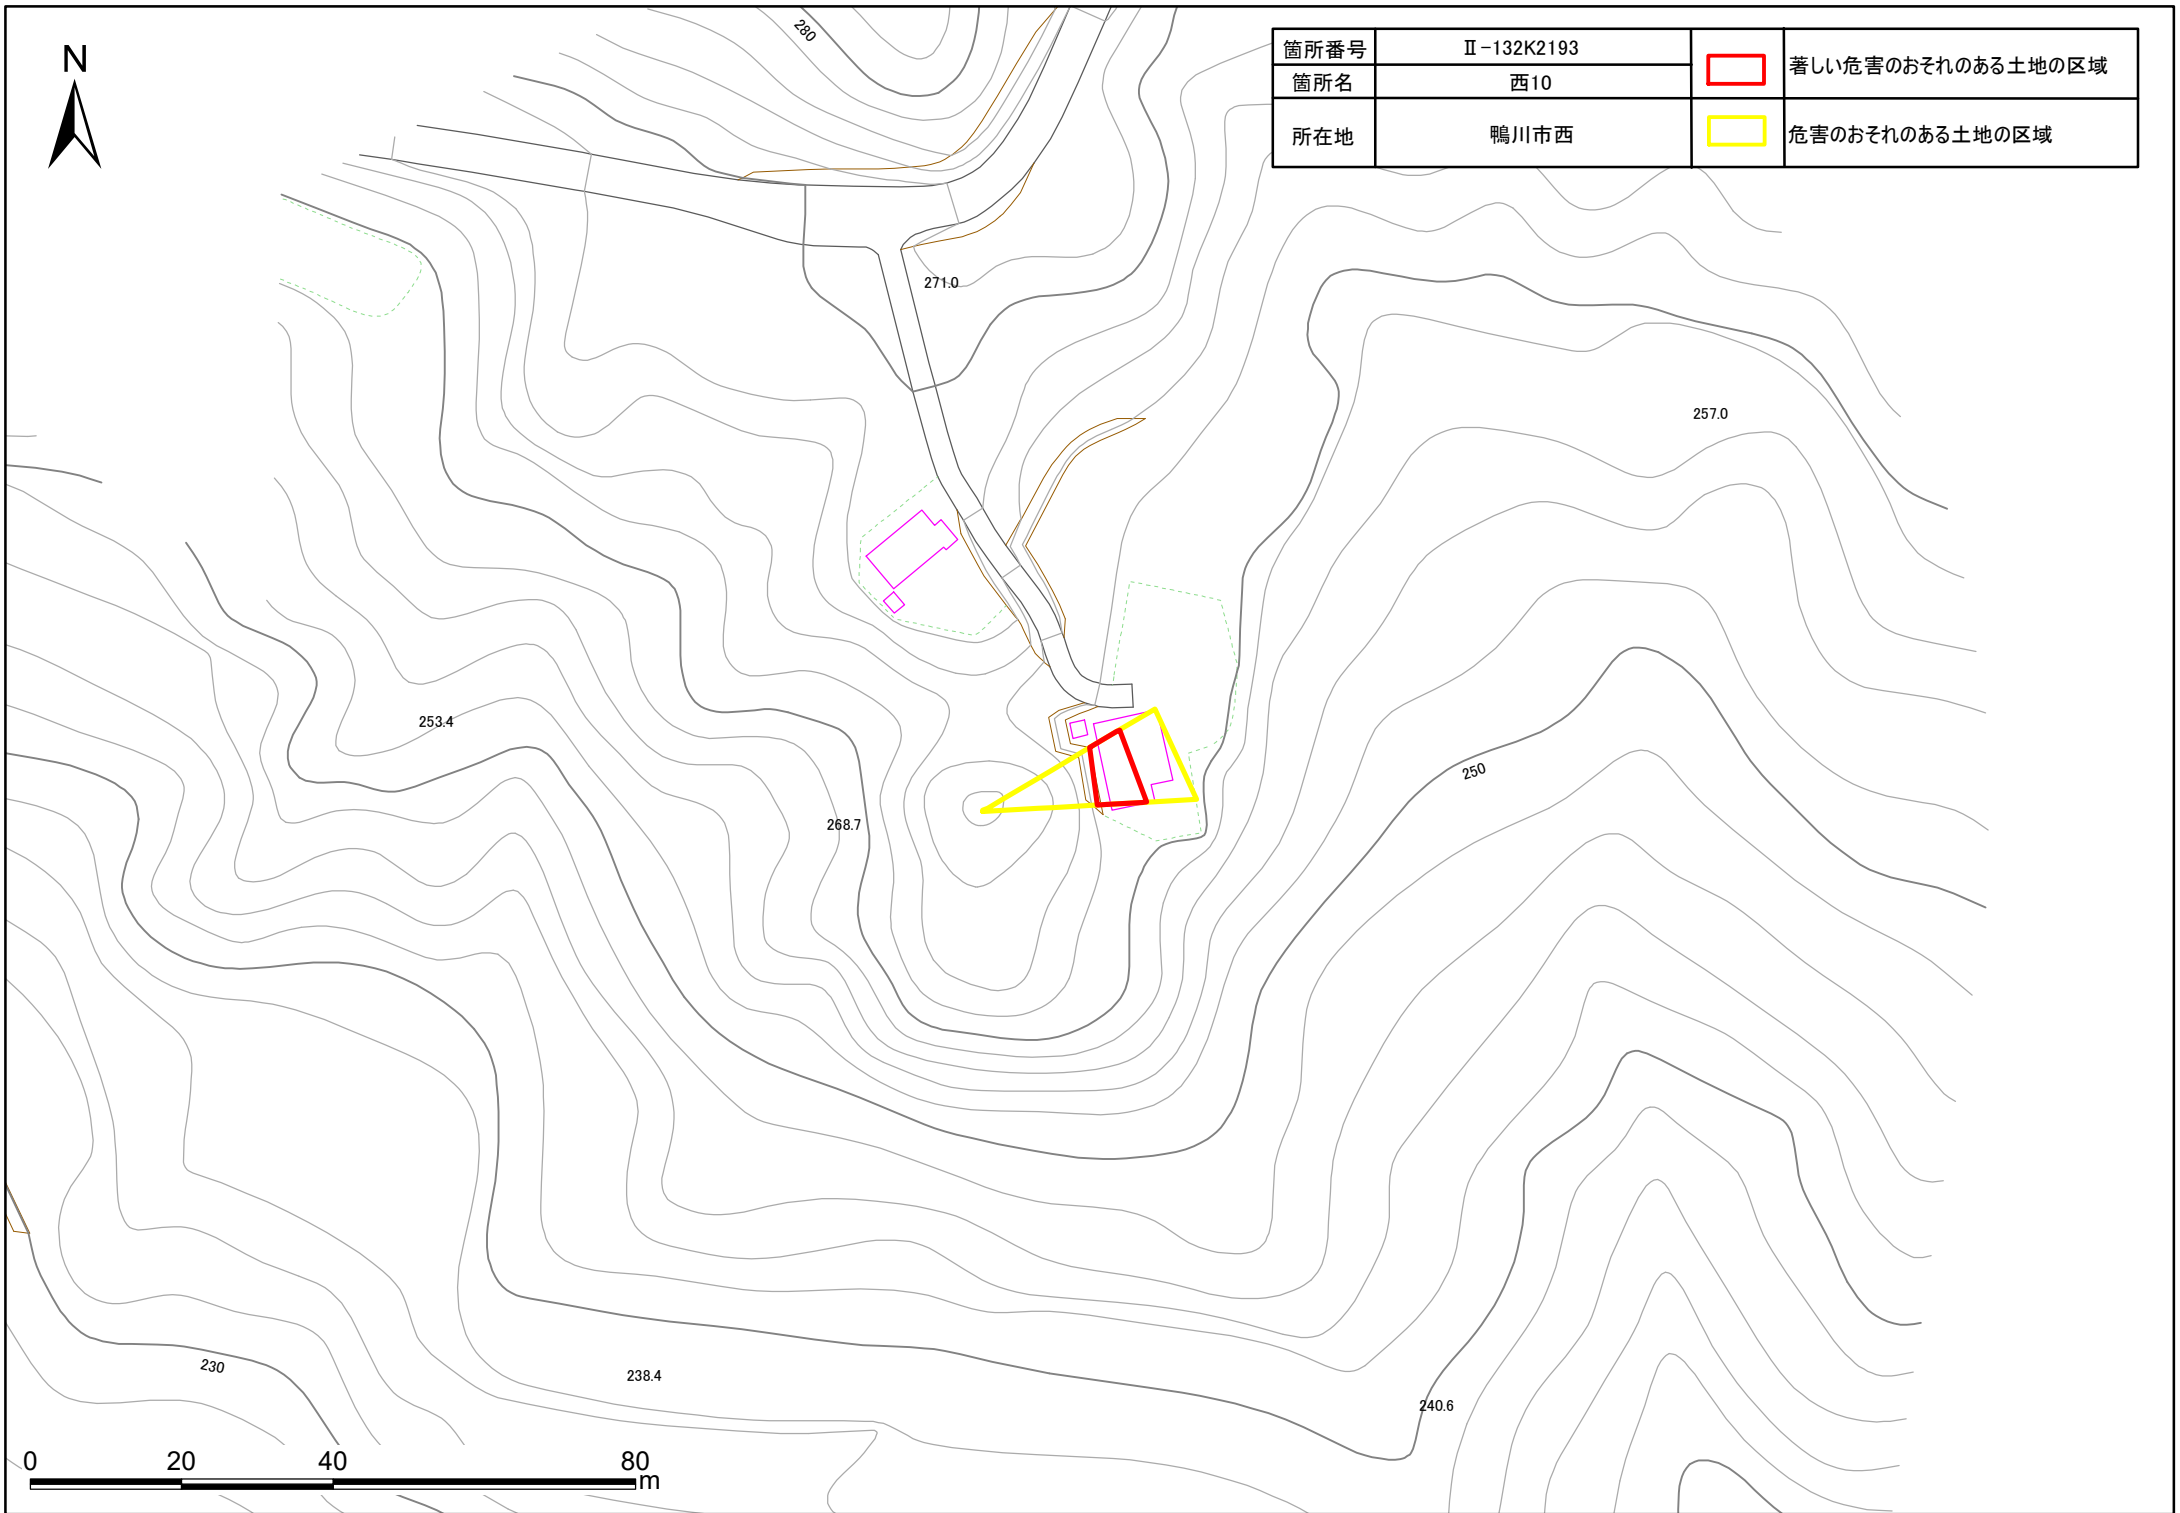 N
箇所番号 Ⅱ-132K2193 著しい危害のおそれのある土地の区域
箇所名 西10
所在地 鴨川市西 危害のおそれのある土地の区域
280
271.0
257.0
253.4
250
268.7
230
238.4
240.6
0 20 40 80
m